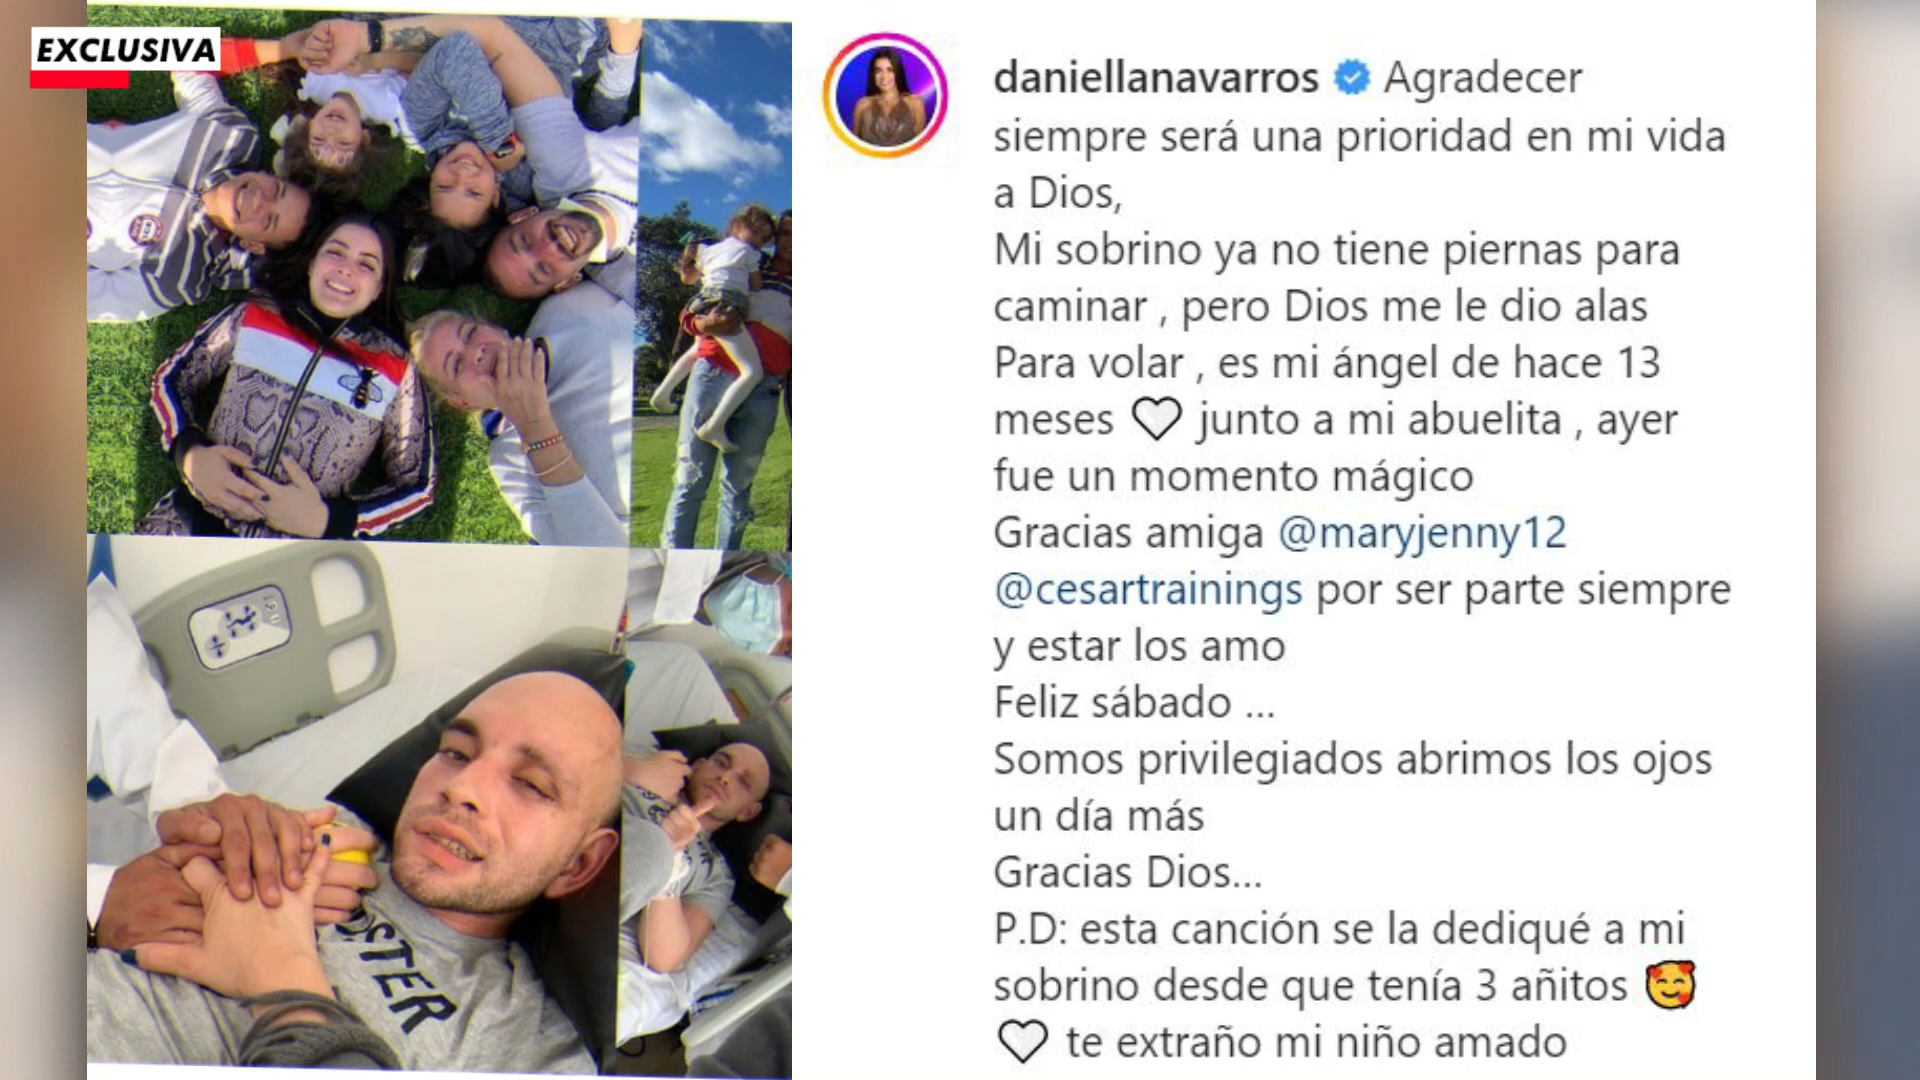 EXCLUSIVA
daniellanavarros Agradecer
siempre será una prioridad en mi vida
a Dios,
Mi sobrino ya no tiene piernas para
caminar , pero Dios me le dio alas
Para volar , es mi ángel de hace 13
meses 🤍 junto a mi abuelita , ayer
fue un momento mágico
Gracias amiga @maryjenny12
@cesartrainings por ser parte siempre
y estar los amo
Feliz sábado ...
Somos privilegiados abrimos los ojos
un día más
Gracias Dios...
P.D: esta canción se la dediqué a mi
sobrino desde que tenía 3 añitos 🥰
🤍 te extraño mi niño amado